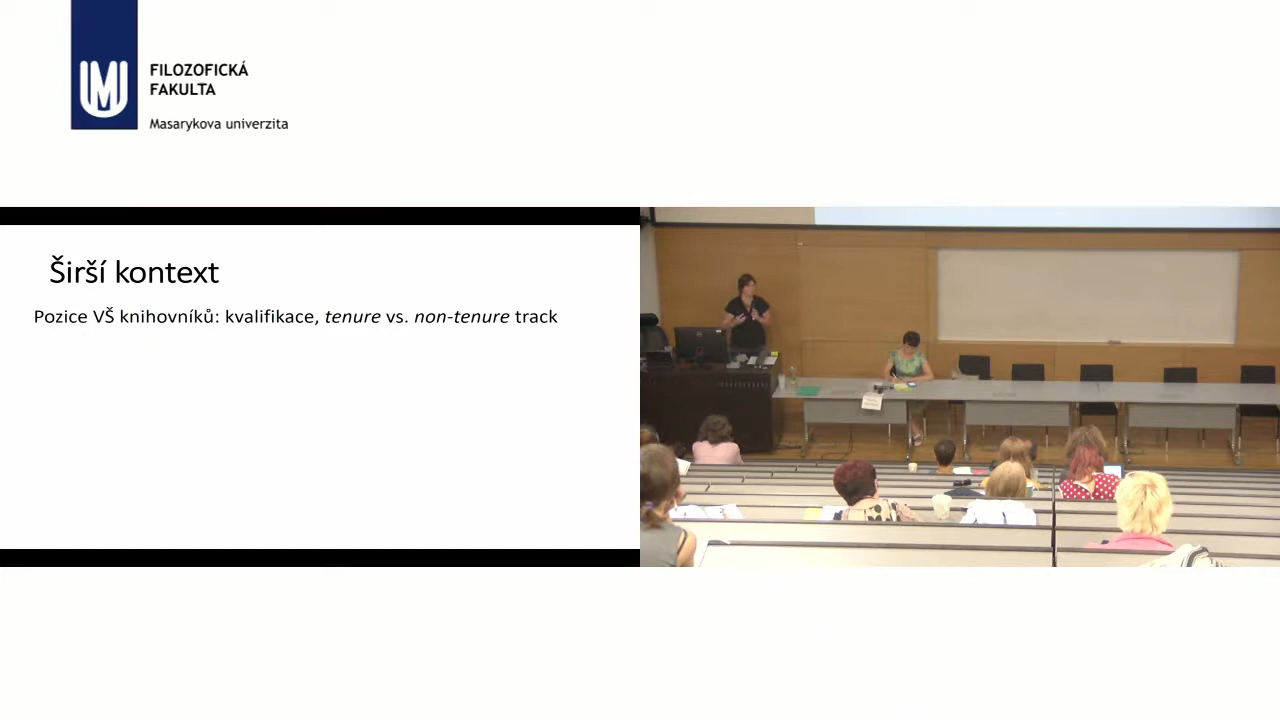 FILOZOFICKÁ
FAKULTA
Masarykova univerzita
Širší kontext
Pozice VŠ knihovníků: kvalifikace, tenure vs. non-tenure track